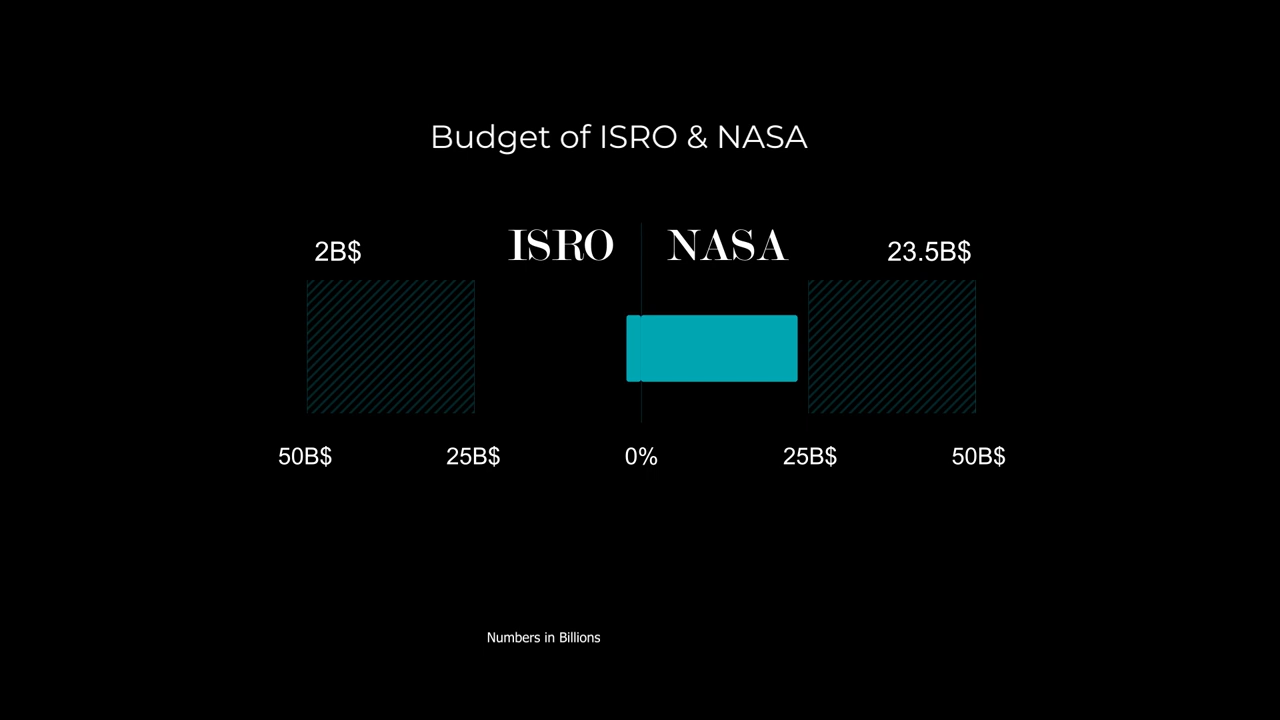 Budget of ISRO & NASA
ISRO NASA
2B$ 23.5B$
50B$ 25B$ 0% 25B$ 50B$
Numbers in Billions